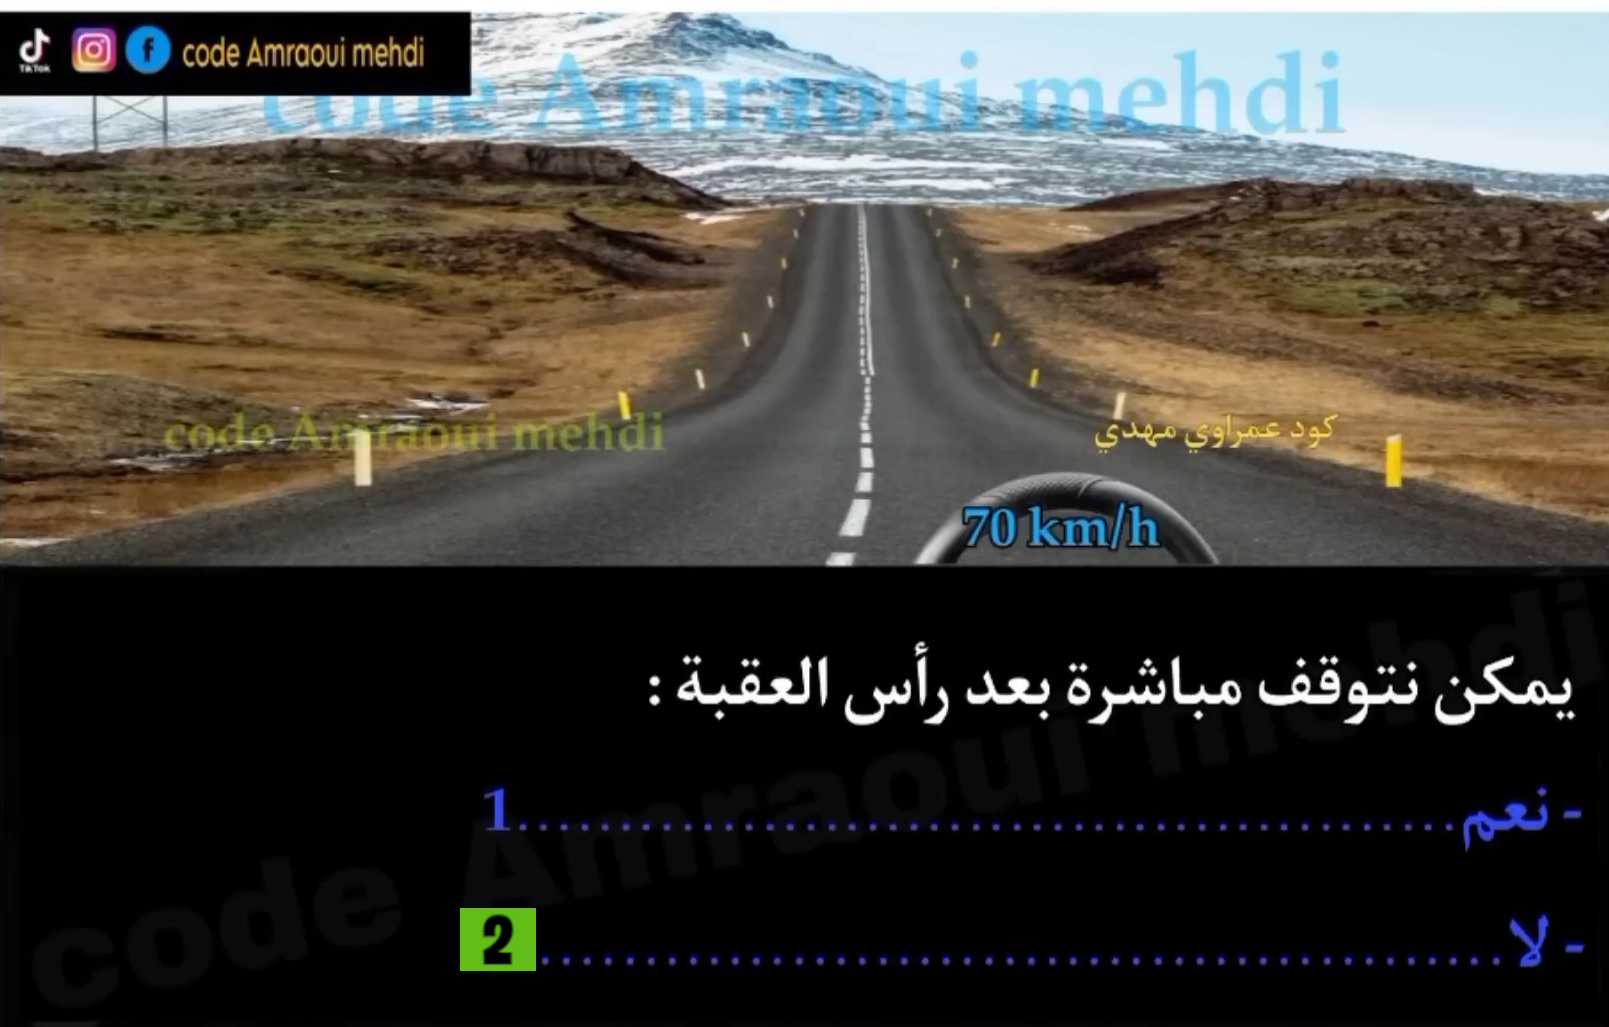 TikTok
code Amraoui mehdi
code Amraoui mehdi
code Amraoui mehdi
كود عمراوي مهدي
70 km/h
يمكن نتوقف مباشرة بعد رأس العقبة :
- نعم ................................................ 1
- لا ................................................ 2
code Amraoui mehdi